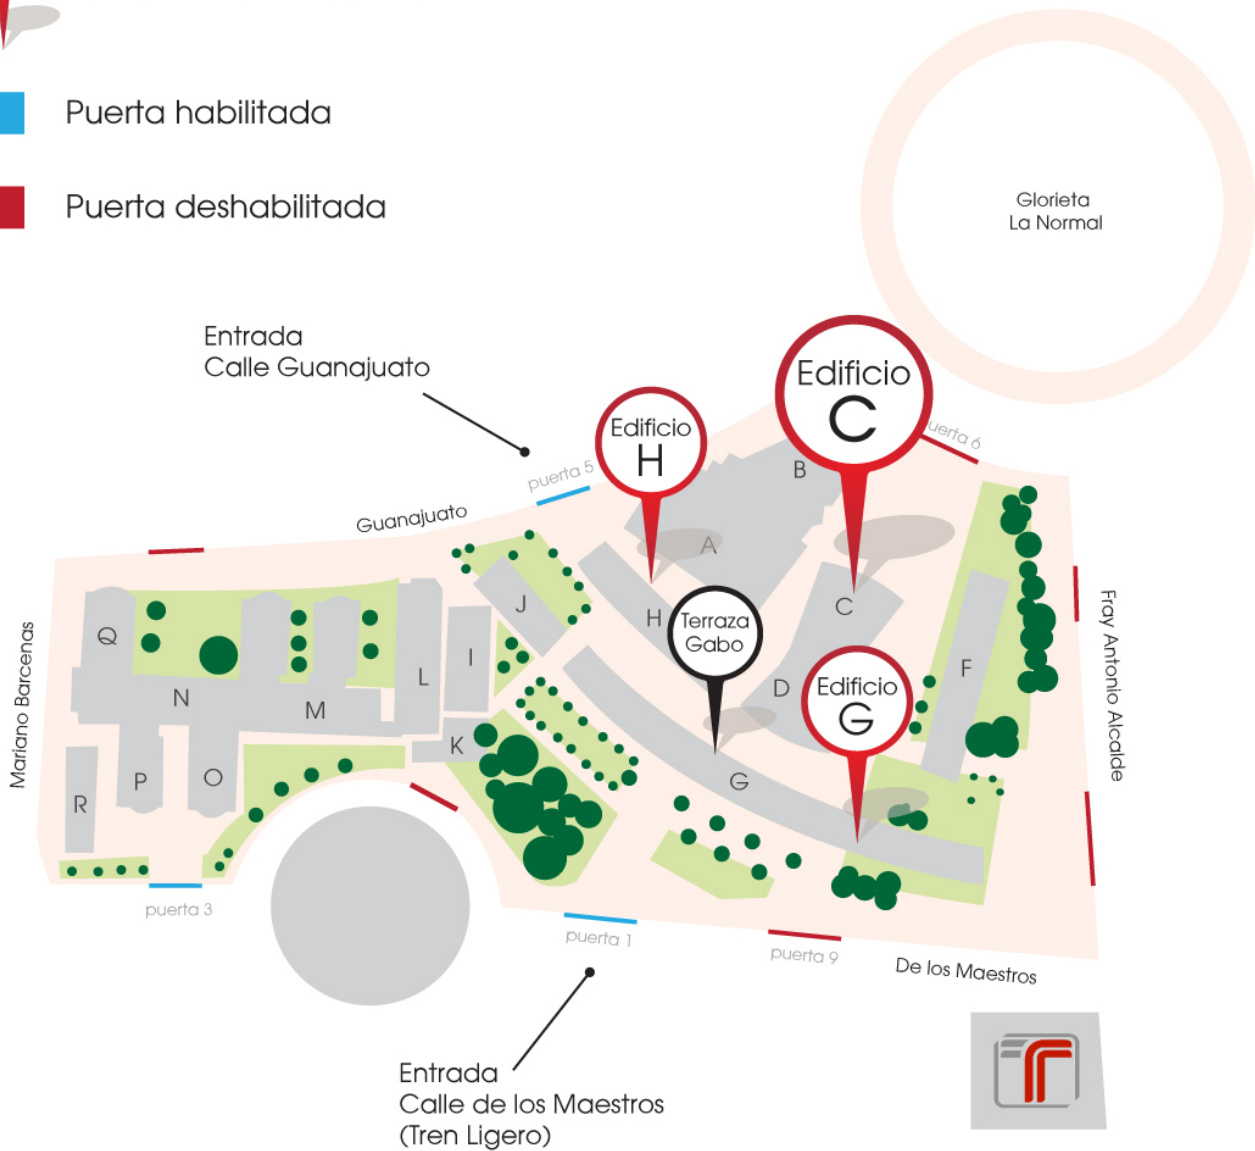 Puerta habilitada
Puerta deshabilitada
Glorieta
La Normal
Entrada
Calle Guanajuato
Edificio
C
Edificio
H
uerta 6
puerta 5
Guanajuato
B
A
Q
J
H
Terraza
Gabo
C
Fray Antonio Alcalde
Mariano Barcenas
I
L
F
N
M
D
Edificio
G
K
P
O
R
G
puerta 3
puerta 1
puerta 9
De los Maestros
Entrada
Calle de los Maestros
(Tren Ligero)